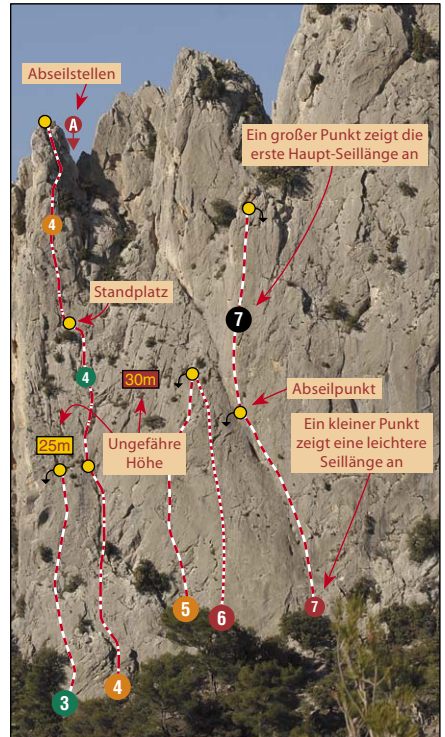 Abseilstellen
A
Ein großer Punkt zeigt die
erste Haupt-Seillänge an
4
Standplatz
7
4
30m
Abseilpunkt
25m
Ungefähre
Höhe
Ein kleiner Punkt
zeigt eine leichtere
Seillänge an
5
6
7
3
4